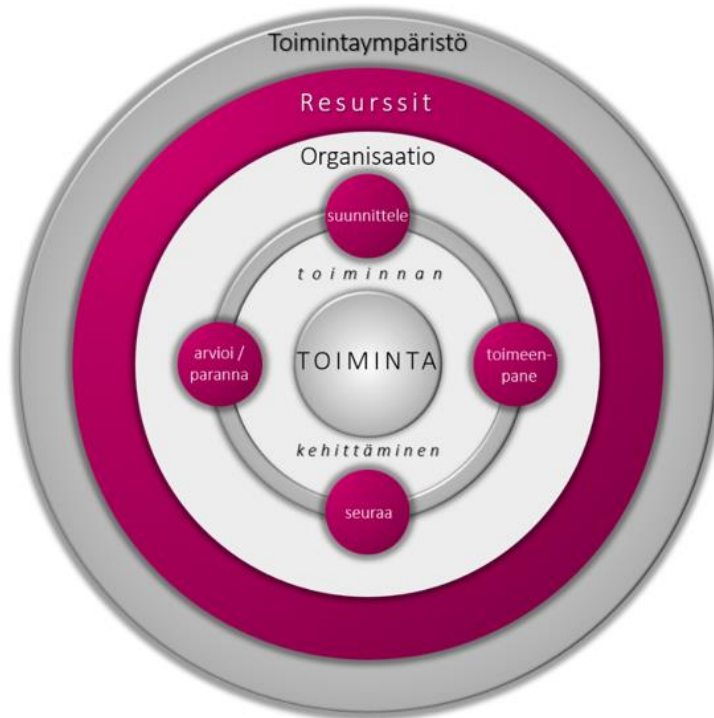 Toimintaympäristö
Resurssit
Organisaatio
suunnittele
toiminnan
arvioi /
paranna
TOIMINTA
toimeen-
pane
kehittäminen
seuraa